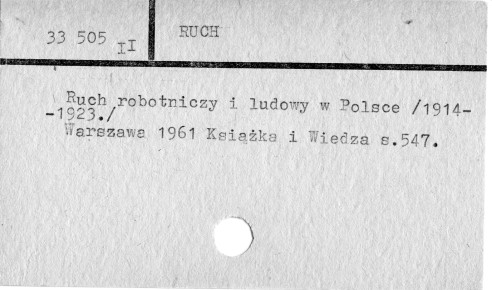 33 505 II
RUCH
Ruch robotniczy i ludowy w Polsce /1914-
-1923./
Warszawa 1961 Książka i Wiedza s.547.